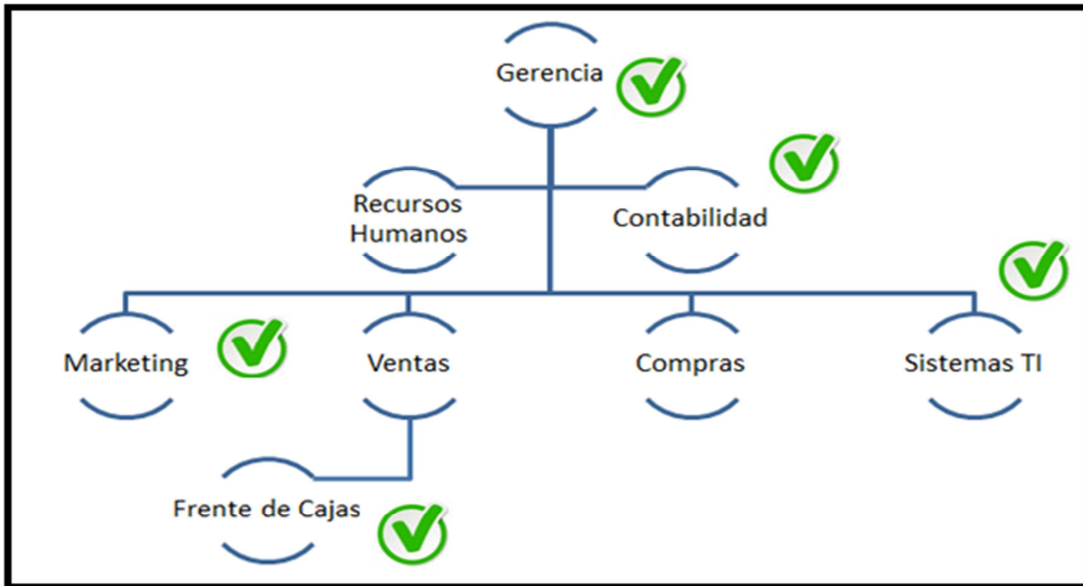 Gerencia
Recursos
Humanos
Contabilidad
Marketing
Ventas
Compras
Sistemas TI
Frente de Cajas